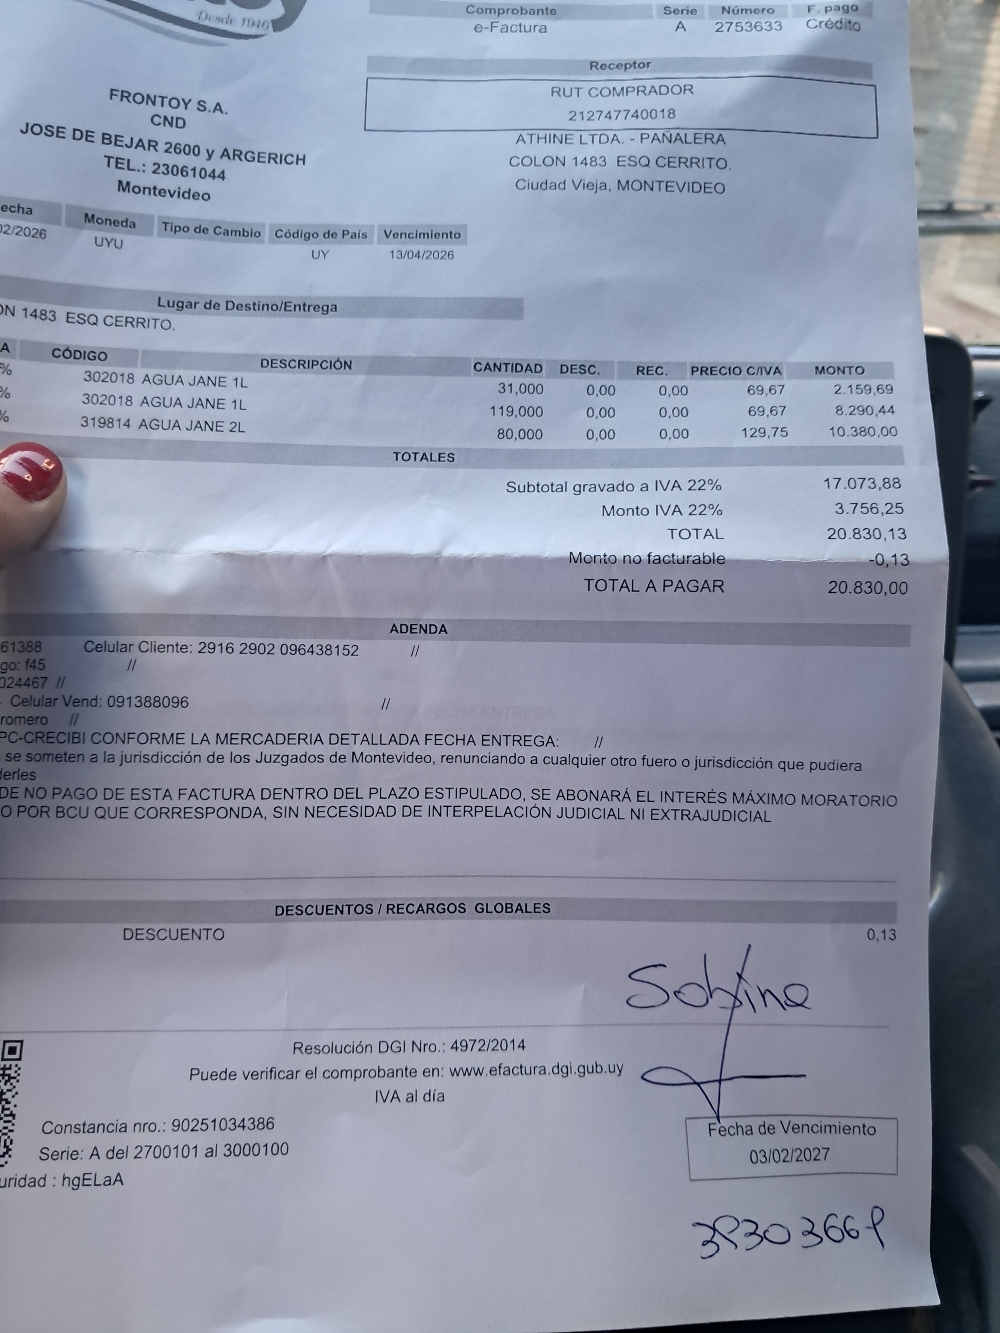 Desde 1946
Comprobante Serie Número F. pago
e-Factura A 2753633 Crédito
Receptor
RUT COMPRADOR
212747740018
ATHINE LTDA. - PAÑALERA
COLON 1483 ESQ CERRITO.
Ciudad Vieja, MONTEVIDEO
FRONTOY S.A.
CND
JOSE DE BEJAR 2600 y ARGERICH
TEL.: 23061044
Montevideo
echa Moneda Tipo de Cambio Código de País Vencimiento
02/2026 UYU UY 13/04/2026
Lugar de Destino/Entrega
ON 1483 ESQ CERRITO.
A CÓDIGO DESCRIPCIÓN CANTIDAD DESC. REC. PRECIO C/IVA MONTO
% 302018 AGUA JANE 1L 31,000 0,00 0,00 69,67 2.159,69
% 302018 AGUA JANE 1L 119,000 0,00 0,00 69,67 8.290,44
% 319814 AGUA JANE 2L 80,000 0,00 0,00 129,75 10.380,00
TOTALES
Subtotal gravado a IVA 22% 17.073,88
Monto IVA 22% 3.756,25
TOTAL 20.830,13
Monto no facturable -0,13
TOTAL A PAGAR 20.830,00
ADENDA
61388 Celular Cliente: 2916 2902 096438152 //
go: f45 //
024467 //
Celular Vend: 091388096 //
romero //
PC-CRECIBI CONFORME LA MERCADERIA DETALLADA FECHA ENTREGA: //
se someten a la jurisdicción de los Juzgados de Montevideo, renunciando a cualquier otro fuero o jurisdicción que pudiera
derles
DE NO PAGO DE ESTA FACTURA DENTRO DEL PLAZO ESTIPULADO, SE ABONARÁ EL INTERÉS MÁXIMO MORATORIO
O POR BCU QUE CORRESPONDA, SIN NECESIDAD DE INTERPELACIÓN JUDICIAL NI EXTRAJUDICIAL
DESCUENTOS / RECARGOS GLOBALES
DESCUENTO 0,13
Resolución DGI Nro.: 4972/2014
Puede verificar el comprobante en: www.efactura.dgi.gub.uy
IVA al día
Constancia nro.: 90251034386
Serie: A del 2700101 al 3000100
uridad : hgELaA
Fecha de Vencimiento
03/02/2027